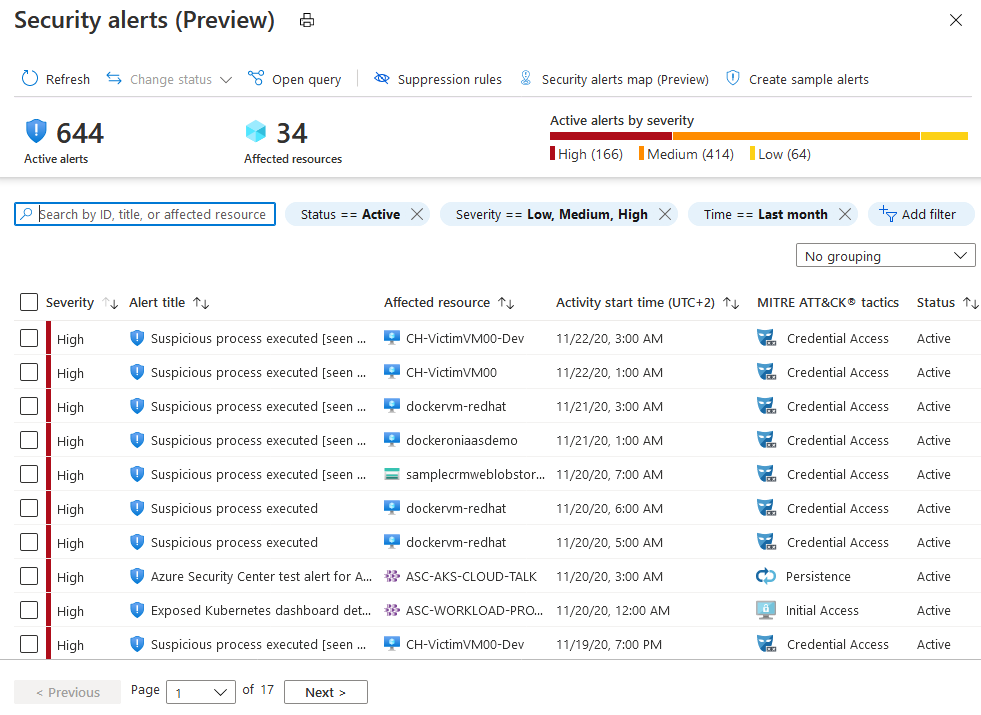 Security alerts (Preview)
Refresh Change status Open query Suppression rules Security alerts map (Preview) Create sample alerts
644 Active alerts
34 Affected resources
Active alerts by severity
High (166) Medium (414) Low (64)
Search by ID, title, or affected resource Status == Active Severity == Low, Medium, High Time == Last month Add filter
No grouping
Severity Alert title Affected resource Activity start time (UTC+2) MITRE ATT&CK® tactics Status
High Suspicious process executed [seen ... CH-VictimVM00-Dev 11/22/20, 3:00 AM Credential Access Active
High Suspicious process executed [seen ... CH-VictimVM00 11/22/20, 1:00 AM Credential Access Active
High Suspicious process executed [seen ... dockervm-redhat 11/21/20, 3:00 AM Credential Access Active
High Suspicious process executed [seen ... dockeroniaasdemo 11/21/20, 1:00 AM Credential Access Active
High Suspicious process executed [seen ... samplecrmweblobstor... 11/20/20, 7:00 AM Credential Access Active
High Suspicious process executed dockervm-redhat 11/20/20, 6:00 AM Credential Access Active
High Suspicious process executed dockervm-redhat 11/20/20, 5:00 AM Credential Access Active
High Azure Security Center test alert for A... ASC-AKS-CLOUD-TALK 11/20/20, 3:00 AM Persistence Active
High Exposed Kubernetes dashboard det... ASC-WORKLOAD-PRO... 11/20/20, 12:00 AM Initial Access Active
High Suspicious process executed [seen ... CH-VictimVM00-Dev 11/19/20, 7:00 PM Credential Access Active
< Previous Page 1 of 17 Next >